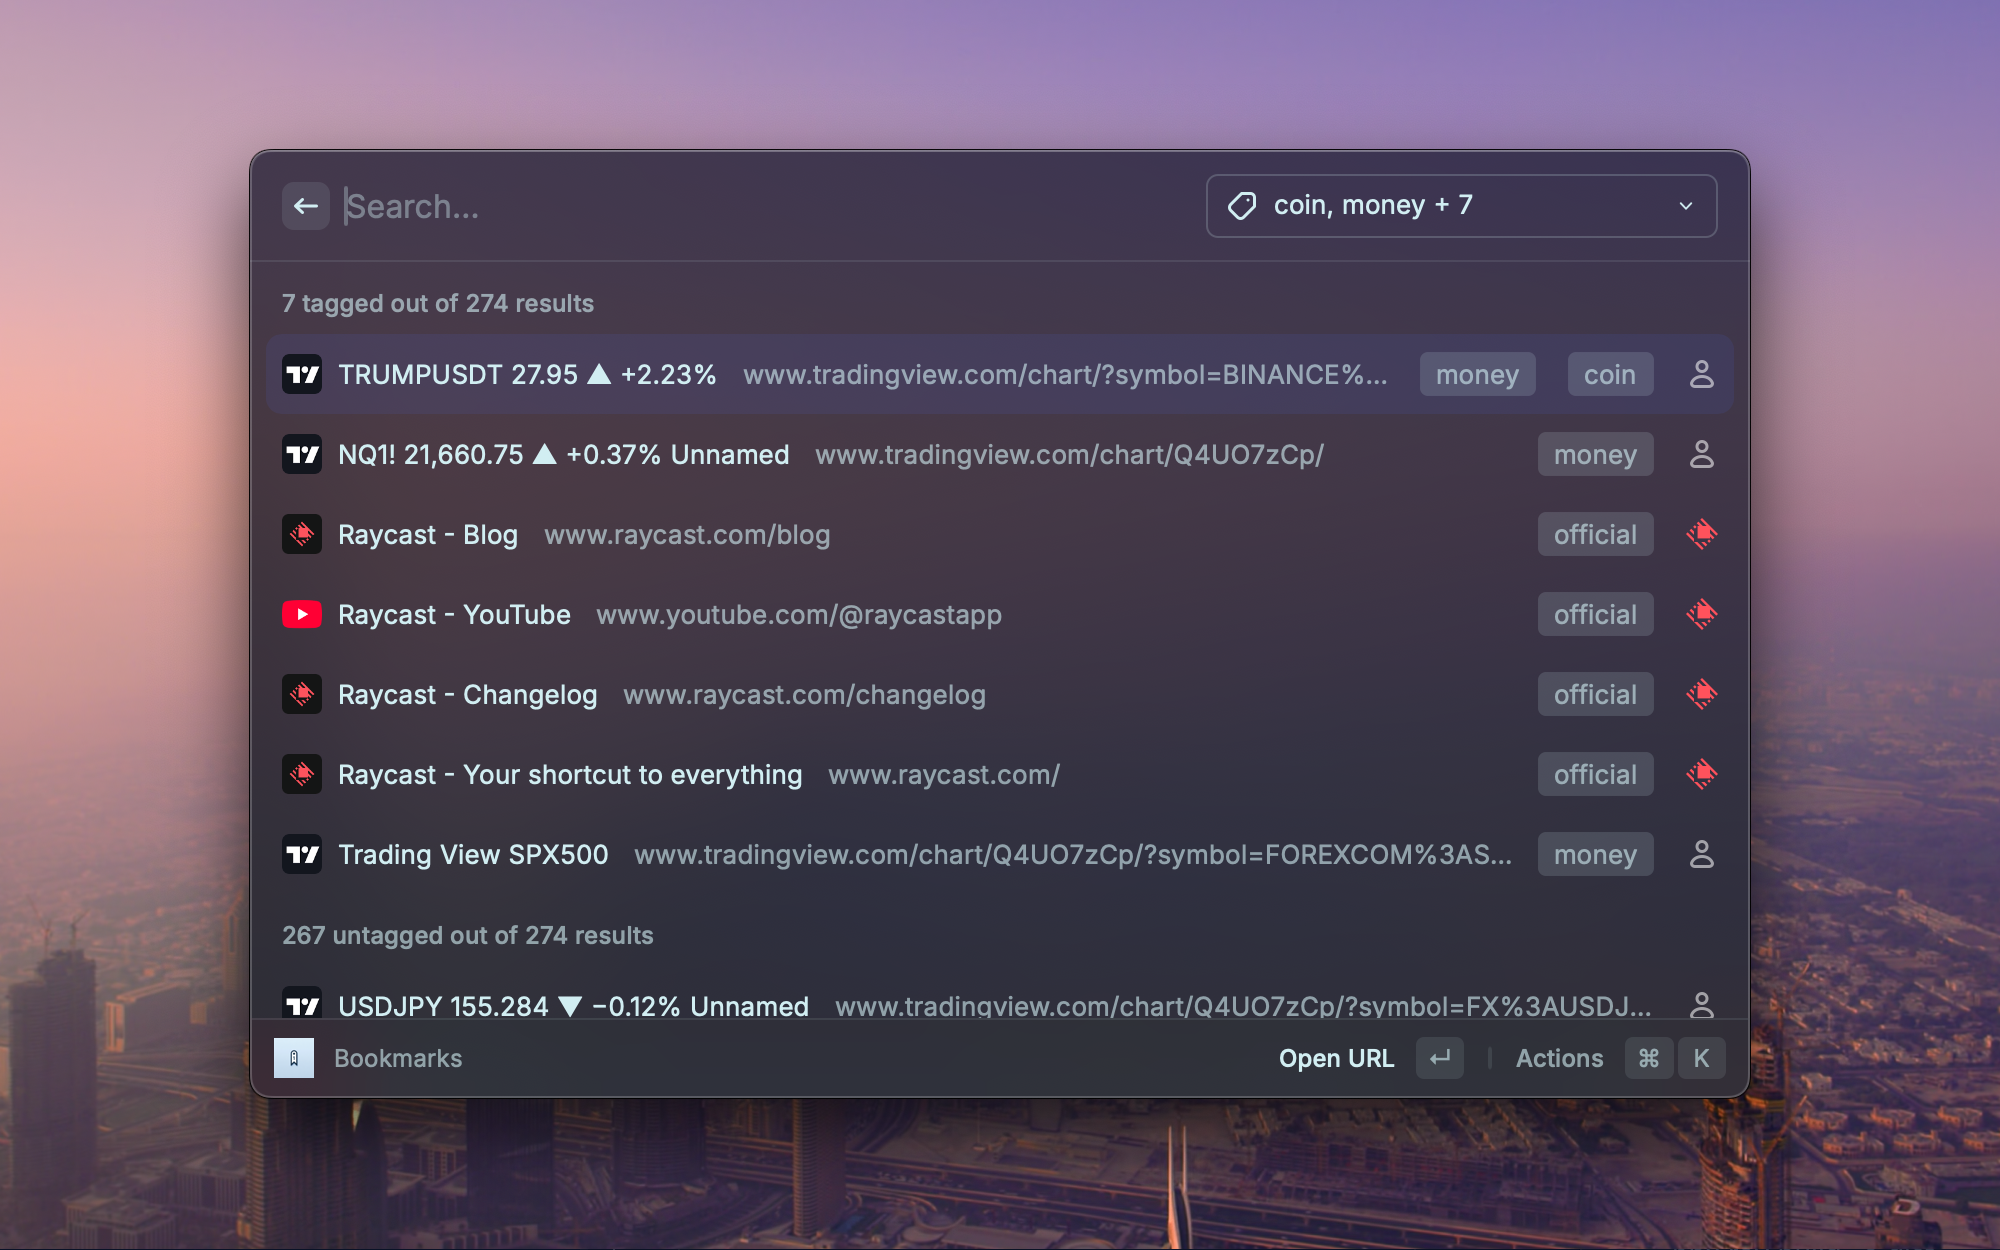 Search...
coin, money + 7
7 tagged out of 274 results
TRUMPUSDT 27.95 ▲ +2.23% www.tradingview.com/chart/?symbol=BINANCE%... money coin
NQ1! 21,660.75 ▲ +0.37% Unnamed www.tradingview.com/chart/Q4UO7zCp/ money
Raycast - Blog www.raycast.com/blog official
Raycast - YouTube www.youtube.com/@raycastapp official
Raycast - Changelog www.raycast.com/changelog official
Raycast - Your shortcut to everything www.raycast.com/ official
Trading View SPX500 www.tradingview.com/chart/Q4UO7zCp/?symbol=FOREXCOM%3AS... money
267 untagged out of 274 results
USDJPY 155.284 ▼ −0.12% Unnamed www.tradingview.com/chart/Q4UO7zCp/?symbol=FX%3AUSDJ...
Bookmarks Open URL ↵ Actions ⌘ K